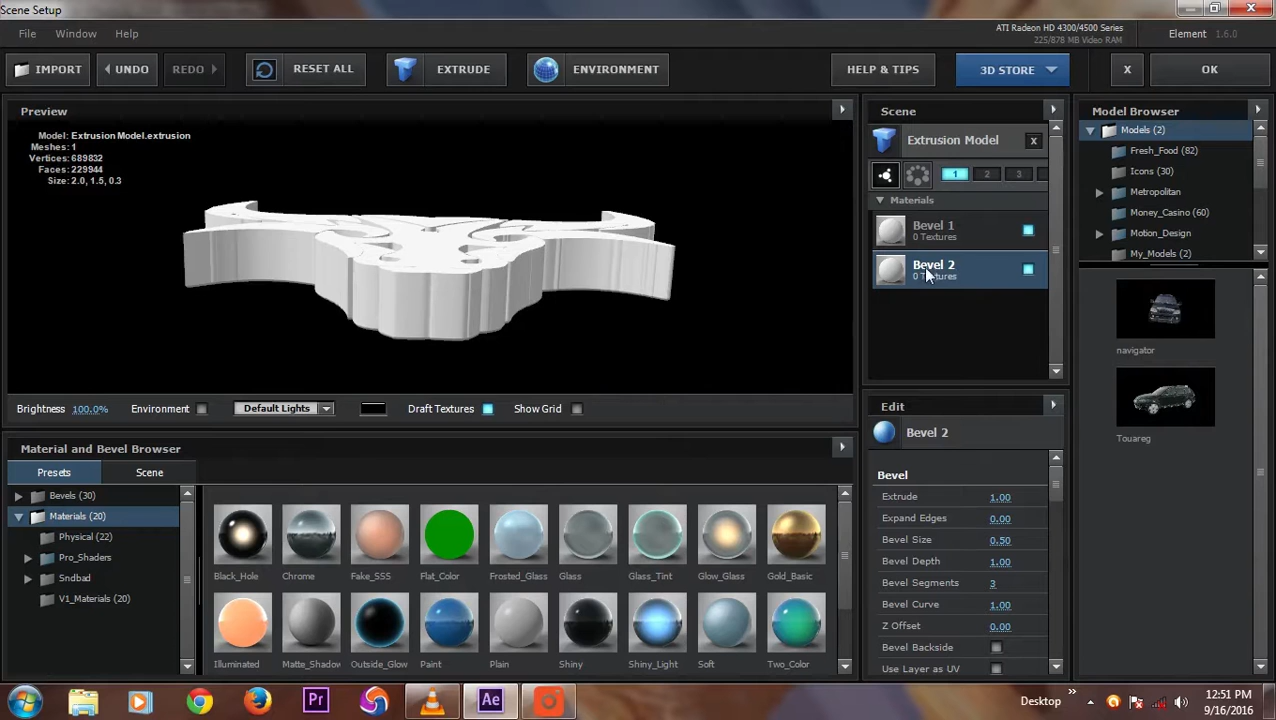 Scene Setup
File Window Help
ATI Radeon HD 4300/4500 Series
225/878 MB Video RAM
Element 1.6.0
IMPORT UNDO REDO RESET ALL EXTRUDE ENVIRONMENT HELP & TIPS 3D STORE X OK
Preview
Model: Extrusion Model.extrusion
Meshes: 1
Vertices: 689832
Faces: 229944
Size: 2.0, 1.5, 0.3
Brightness 100.0% Environment Default Lights Draft Textures Show Grid
Scene
Extrusion Model x
1 2 3
Materials
Bevel 1
0 Textures
Bevel 2
0 Textures
Model Browser
Models (2)
Fresh_Food (82)
Icons (30)
Metropolitan
Money_Casino (60)
Motion_Design
My_Models (2)
navigator
Touareg
Material and Bevel Browser
Presets Scene
Bevels (30)
Materials (20)
Physical (22)
Pro_Shaders
Sndbad
V1_Materials (20)
Black_Hole Chrome Fake_SSS Flat_Color Frosted_Glass Glass Glass_Tint Glow_Glass Gold_Basic
Illuminated Matte_Shadow Outside_Glow Paint Plain Shiny Shiny_Light Soft Two_Color
Edit
Bevel 2
Bevel
Extrude 1.00
Expand Edges 0.00
Bevel Size 0.50
Bevel Depth 1.00
Bevel Segments 3
Bevel Curve 1.00
Z Offset 0.00
Bevel Backside
Use Layer as UV
Pr Ae
Desktop »
12:51 PM
9/16/2016